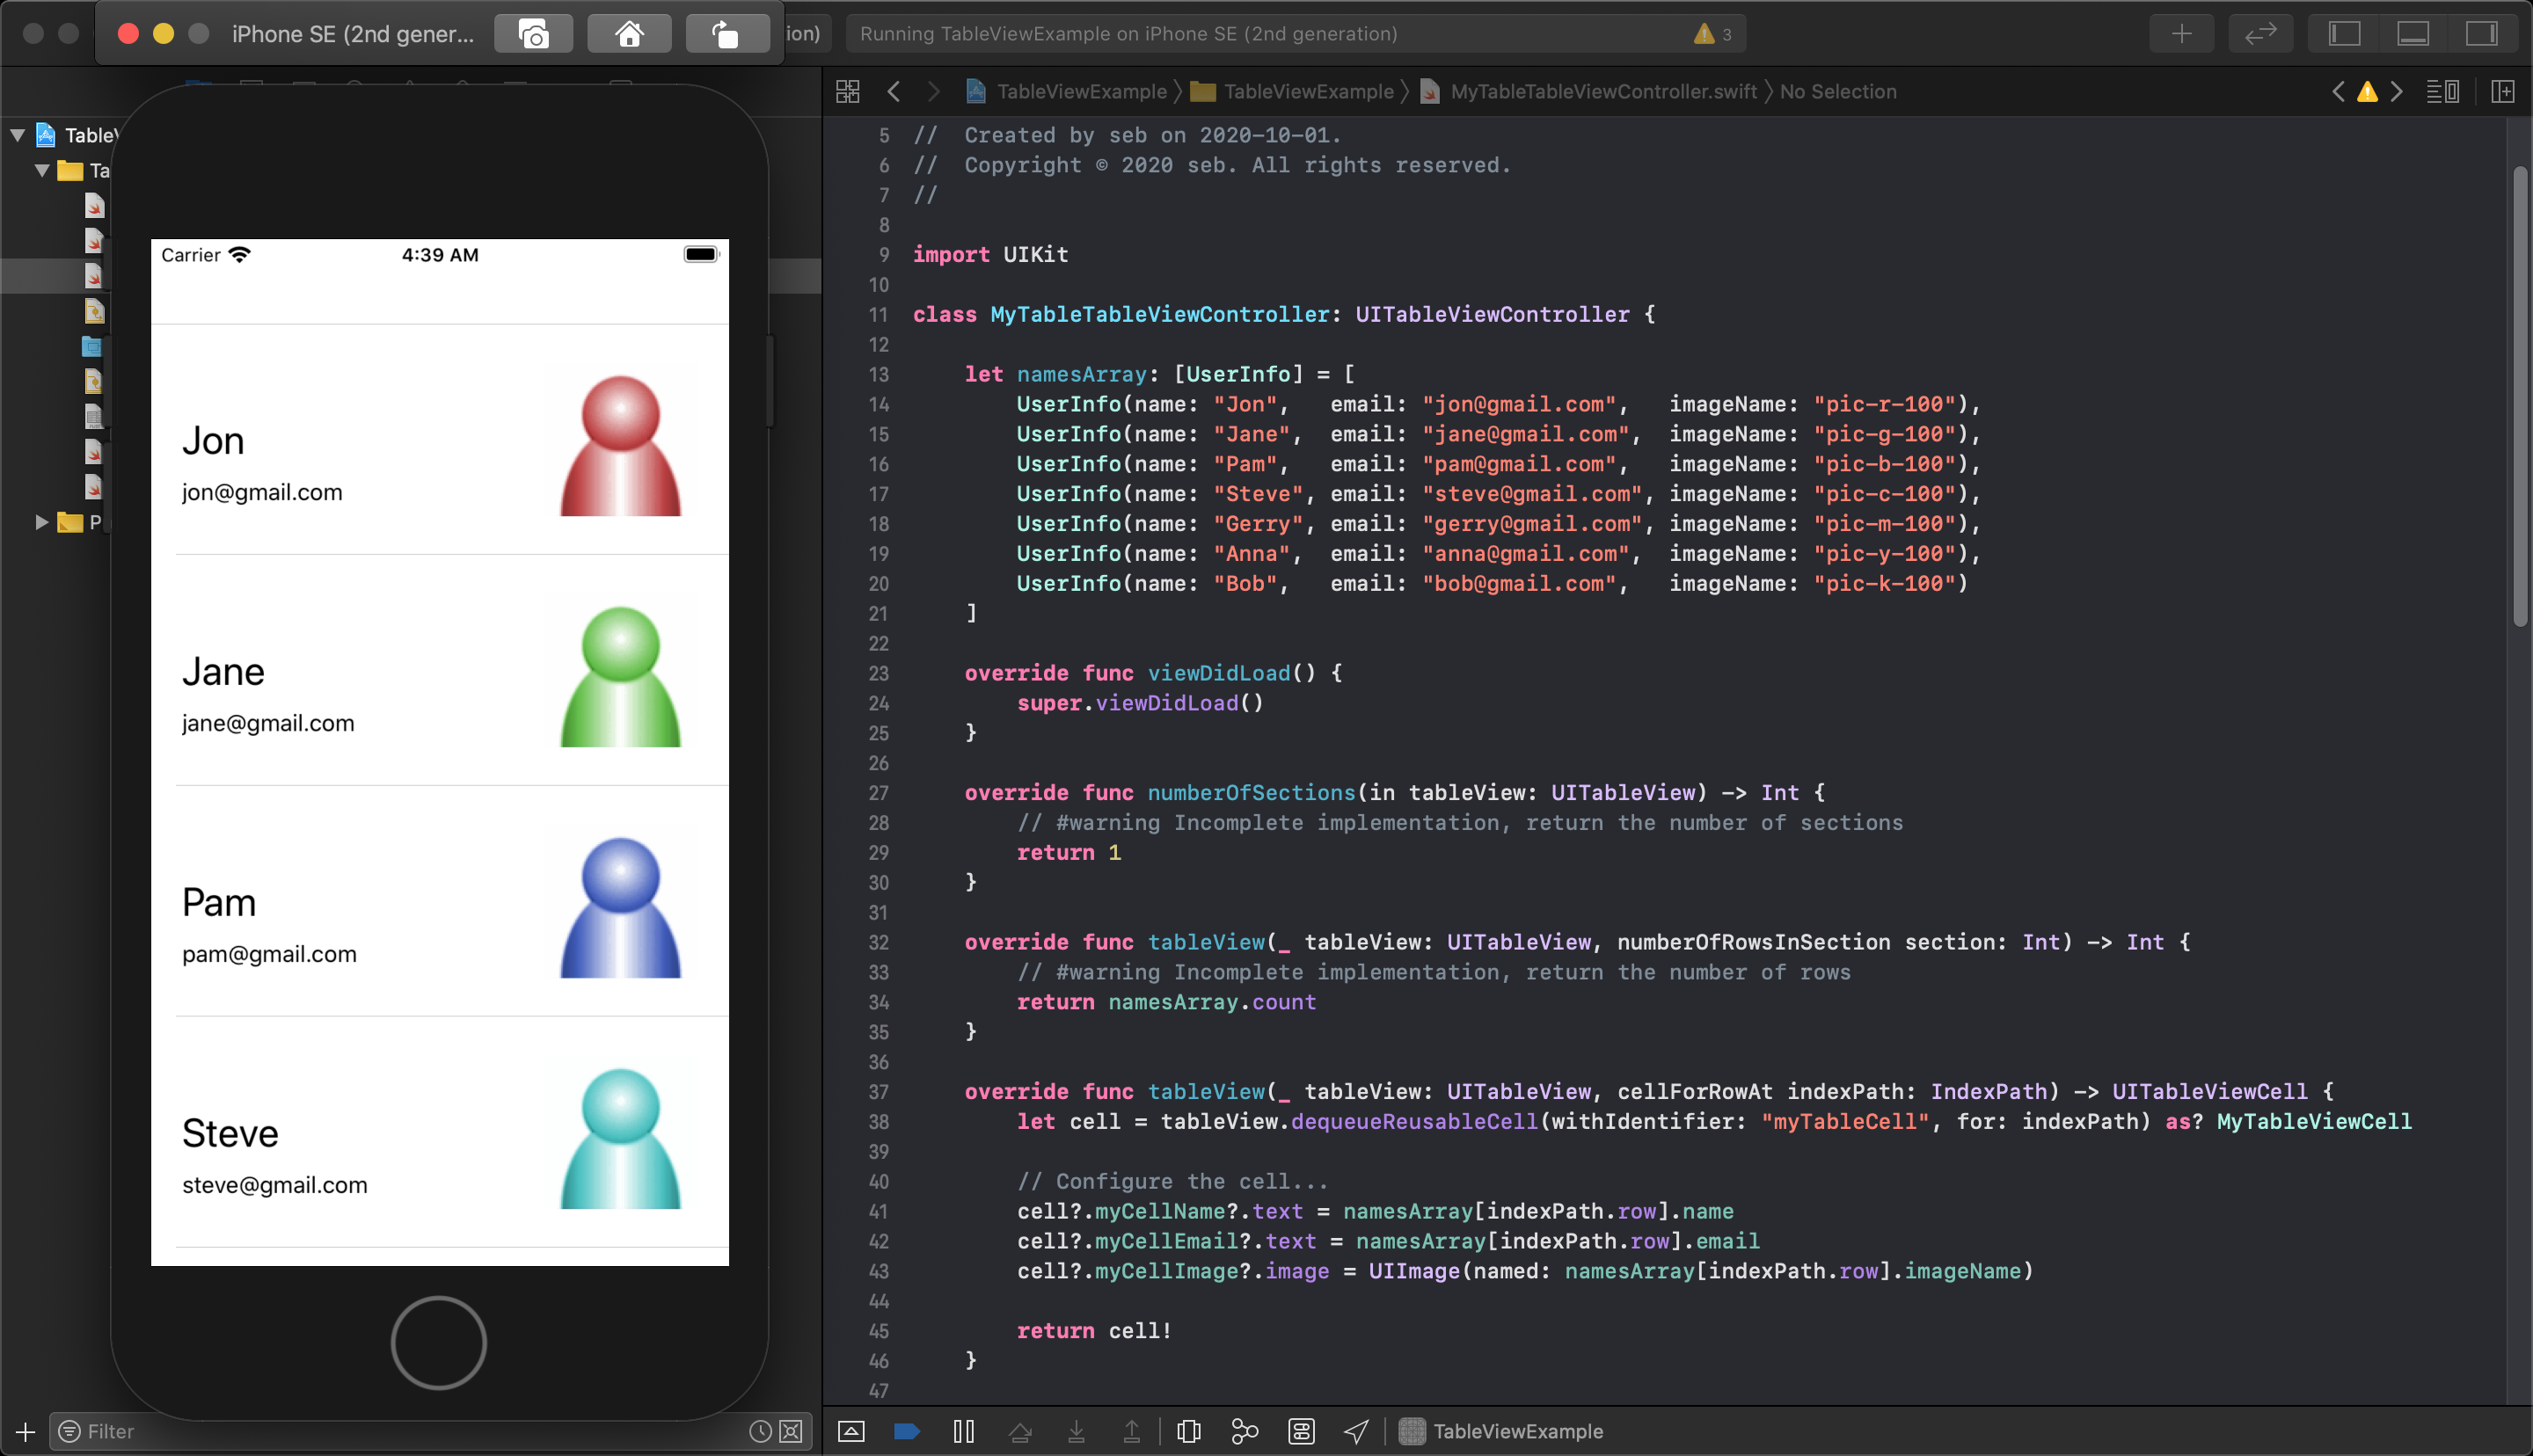 iPhone SE (2nd gener...
ion)
Running TableViewExample on iPhone SE (2nd generation)
3
TableV
Ta
P
Carrier
4:39 AM
Jon
jon@gmail.com
Jane
jane@gmail.com
Pam
pam@gmail.com
Steve
steve@gmail.com
Filter
TableViewExample
TableViewExample
MyTableTableViewController.swift
No Selection
5 //  Created by seb on 2020-10-01.
6 //  Copyright © 2020 seb. All rights reserved.
7 //
8
9 import UIKit
10
11 class MyTableTableViewController: UITableViewController {
12
13     let namesArray: [UserInfo] = [
14         UserInfo(name: "Jon",   email: "jon@gmail.com",   imageName: "pic-r-100"),
15         UserInfo(name: "Jane",  email: "jane@gmail.com",  imageName: "pic-g-100"),
16         UserInfo(name: "Pam",   email: "pam@gmail.com",   imageName: "pic-b-100"),
17         UserInfo(name: "Steve", email: "steve@gmail.com", imageName: "pic-c-100"),
18         UserInfo(name: "Gerry", email: "gerry@gmail.com", imageName: "pic-m-100"),
19         UserInfo(name: "Anna",  email: "anna@gmail.com",  imageName: "pic-y-100"),
20         UserInfo(name: "Bob",   email: "bob@gmail.com",   imageName: "pic-k-100")
21     ]
22
23     override func viewDidLoad() {
24         super.viewDidLoad()
25     }
26
27     override func numberOfSections(in tableView: UITableView) -> Int {
28         // #warning Incomplete implementation, return the number of sections
29         return 1
30     }
31
32     override func tableView(_ tableView: UITableView, numberOfRowsInSection section: Int) -> Int {
33         // #warning Incomplete implementation, return the number of rows
34         return namesArray.count
35     }
36
37     override func tableView(_ tableView: UITableView, cellForRowAt indexPath: IndexPath) -> UITableViewCell {
38         let cell = tableView.dequeueReusableCell(withIdentifier: "myTableCell", for: indexPath) as? MyTableViewCell
39
40         // Configure the cell...
41         cell?.myCellName?.text = namesArray[indexPath.row].name
42         cell?.myCellEmail?.text = namesArray[indexPath.row].email
43         cell?.myCellImage?.image = UIImage(named: namesArray[indexPath.row].imageName)
44
45         return cell!
46     }
47
TableViewExample